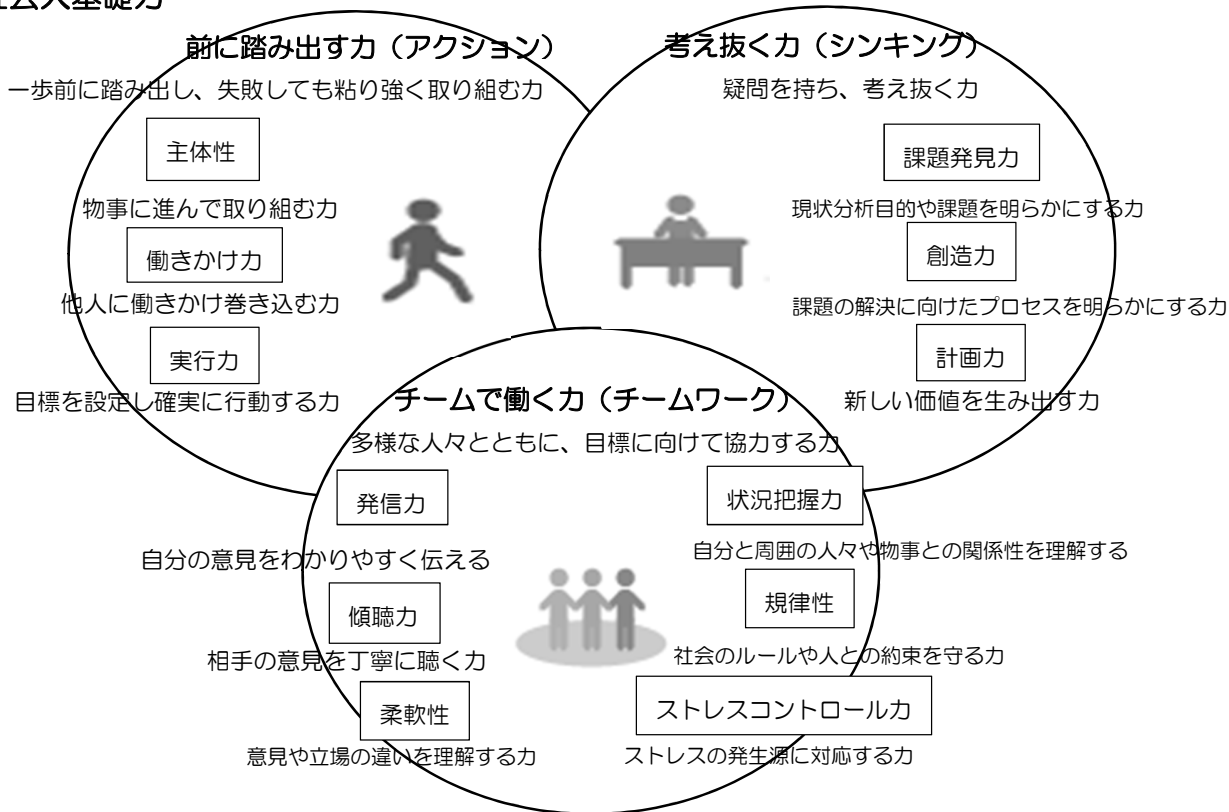 社会人基礎力
前に踏み出す力（アクション）
一歩前に踏み出し、失敗しても粘り強く取り組む力
主体性
物事に進んで取り組む力
働きかけ力
他人に働きかけ巻き込む力
実行力
目標を設定し確実に行動する力
考え抜く力（シンキング）
疑問を持ち、考え抜く力
課題発見力
現状分析目的や課題を明らかにする力
創造力
課題の解決に向けたプロセスを明らかにする力
計画力
新しい価値を生み出す力
チームで働く力（チームワーク）
多様な人々とともに、目標に向けて協力する力
発信力
自分の意見をわかりやすく伝える
傾聴力
相手の意見を丁寧に聴く力
柔軟性
意見や立場の違いを理解する力
状況把握力
自分と周囲の人々や物事との関係性を理解する
規律性
社会のルールや人との約束を守る力
ストレスコントロール力
ストレスの発生源に対応する力